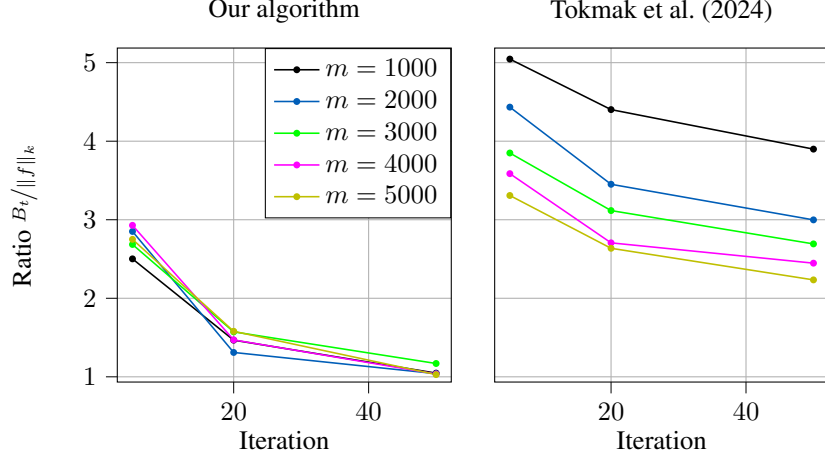 Our algorithm
Tokmak et al. (2024)
Ratio B_t/‖f‖_k
5
4
3
2
1
m = 1000
m = 2000
m = 3000
m = 4000
m = 5000
20 40
20 40
Iteration
Iteration